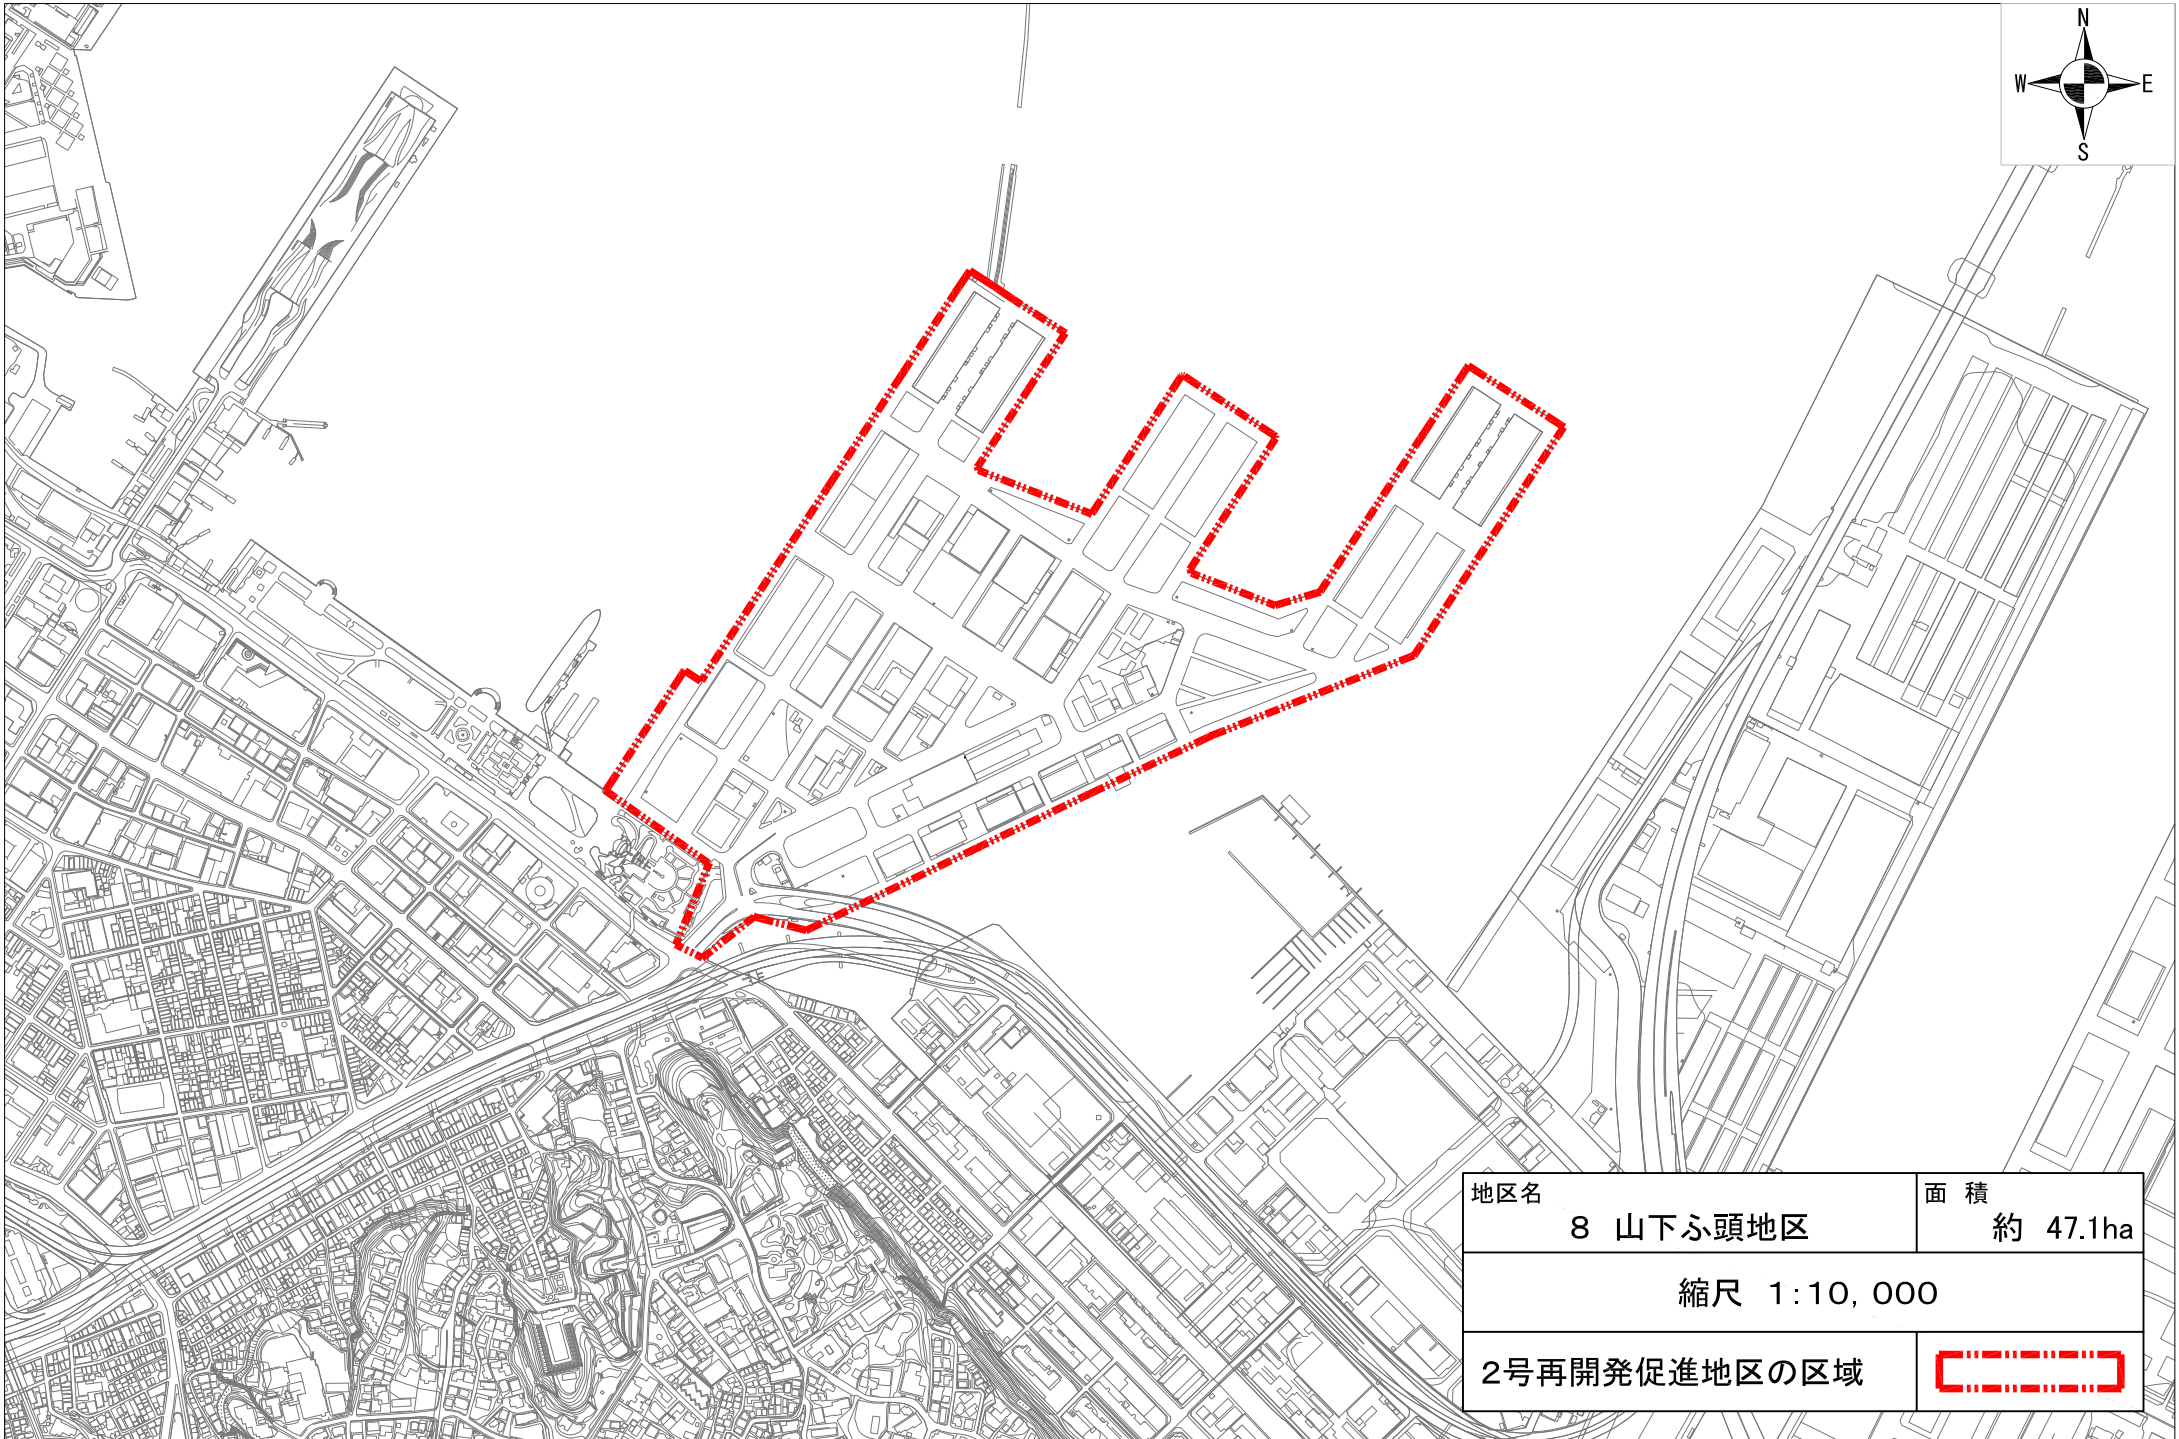 N
W E
S
地区名
8 山下ふ頭地区
面 積
約 47.1ha
縮尺 1:10,000
2号再開発促進地区の区域